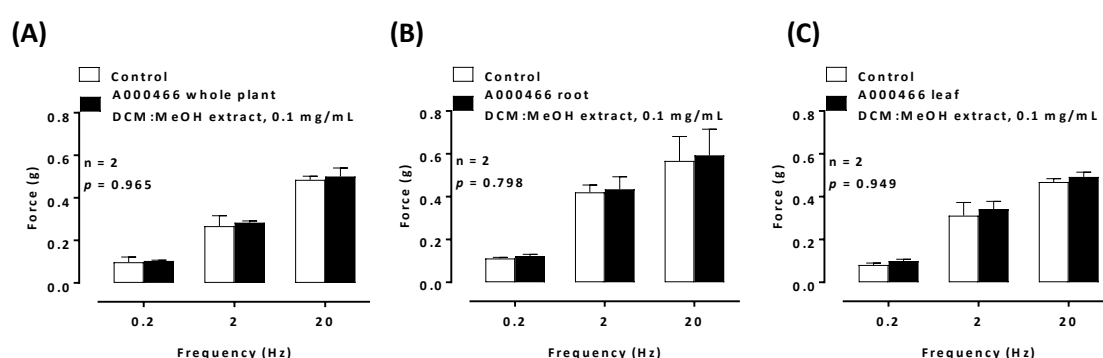 (A)
Control
A000466 whole plant
DCM:MeOH extract, 0.1 mg/mL
0.8
0.6
0.4
0.2
0.0
Force (g)
n = 2
p = 0.965
0.2 2 20
Frequency (Hz)
(B)
Control
A000466 root
DCM:MeOH extract, 0.1 mg/mL
0.8
0.6
0.4
0.2
0.0
Force (g)
n = 2
p = 0.798
0.2 2 20
Frequency (Hz)
(C)
Control
A000466 leaf
DCM:MeOH extract, 0.1 mg/mL
0.8
0.6
0.4
0.2
0.0
Force (g)
n = 2
p = 0.949
0.2 2 20
Frequency (Hz)